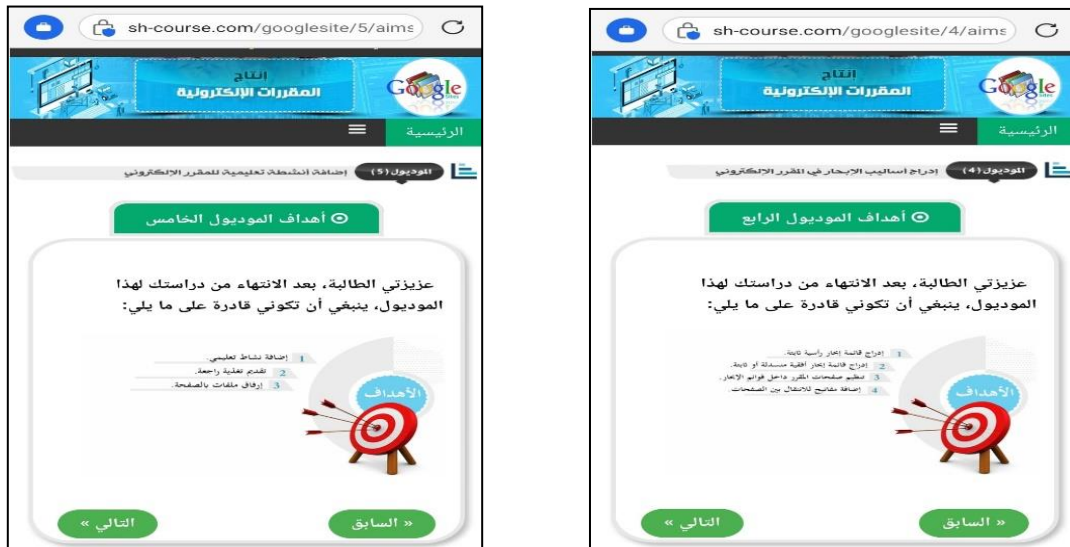 sh-course.com/googlesite/5/aims
انتاج
المقررات الإلكترونية
Google
sites
الرئيسية
الموديول (5) إضافة أنشطة تعليمية للمقرر الإلكتروني
أهداف الموديول الخامس
عزيزتي الطالبة، بعد الانتهاء من دراستك لهذا
الموديول، ينبغي أن تكوني قادرة على ما يلي:
1 إضافة نشاط تعليمي.
2 تقديم تغذية راجعة.
3 إرفاق ملفات بالصفحة.
الأهداف
« السابق
التالي »
sh-course.com/googlesite/4/aims
انتاج
المقررات الإلكترونية
Google
sites
الرئيسية
الموديول (4) إدراج أساليب الإبحار في المقرر الإلكتروني
أهداف الموديول الرابع
عزيزتي الطالبة، بعد الانتهاء من دراستك لهذا
الموديول، ينبغي أن تكوني قادرة على ما يلي:
1 إدراج قائمة إبحار رأسية ثابتة.
2 إدراج قائمة إبحار أفقية منسدلة أو ثابتة.
3 تنظيم صفحات المقرر داخل قوائم الإبحار.
4 إضافة مفاتيح للانتقال بين الصفحات.
الأهداف
« السابق
التالي »